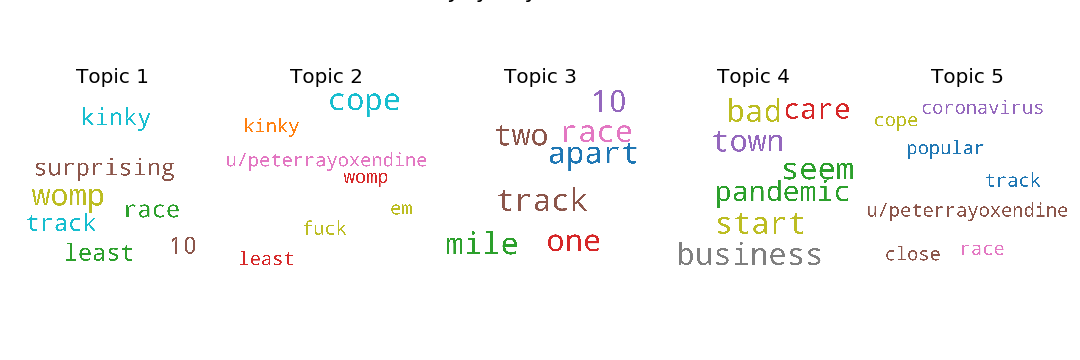 Topic 1
kinky
surprising
womp
race
track
10
least
Topic 2
cope
kinky
u/peterrayoxendine
womp
em
fuck
least
Topic 3
10
two
race
apart
track
mile
one
Topic 4
bad
care
town
seem
pandemic
start
business
Topic 5
coronavirus
cope
popular
track
u/peterrayoxendine
close
race